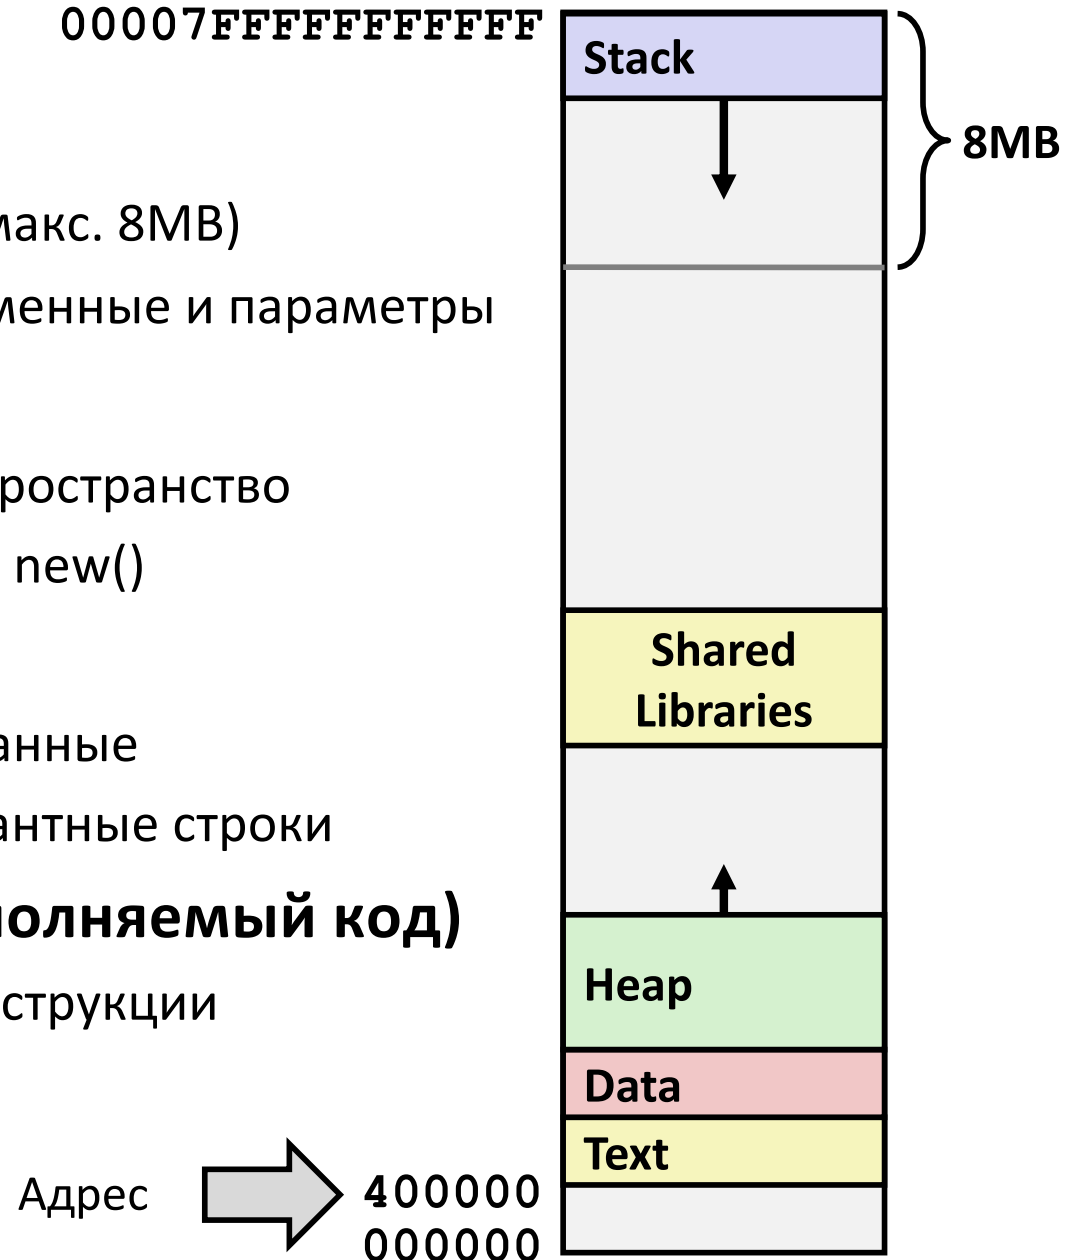 00007FFFFFFFFFFF
Stack
8MB
макс. 8MB)
менные и параметры
ространство
new()
Shared
Libraries
анные
антные строки
полняемый код)
Heap
струкции
Data
Text
Адрес
400000
000000